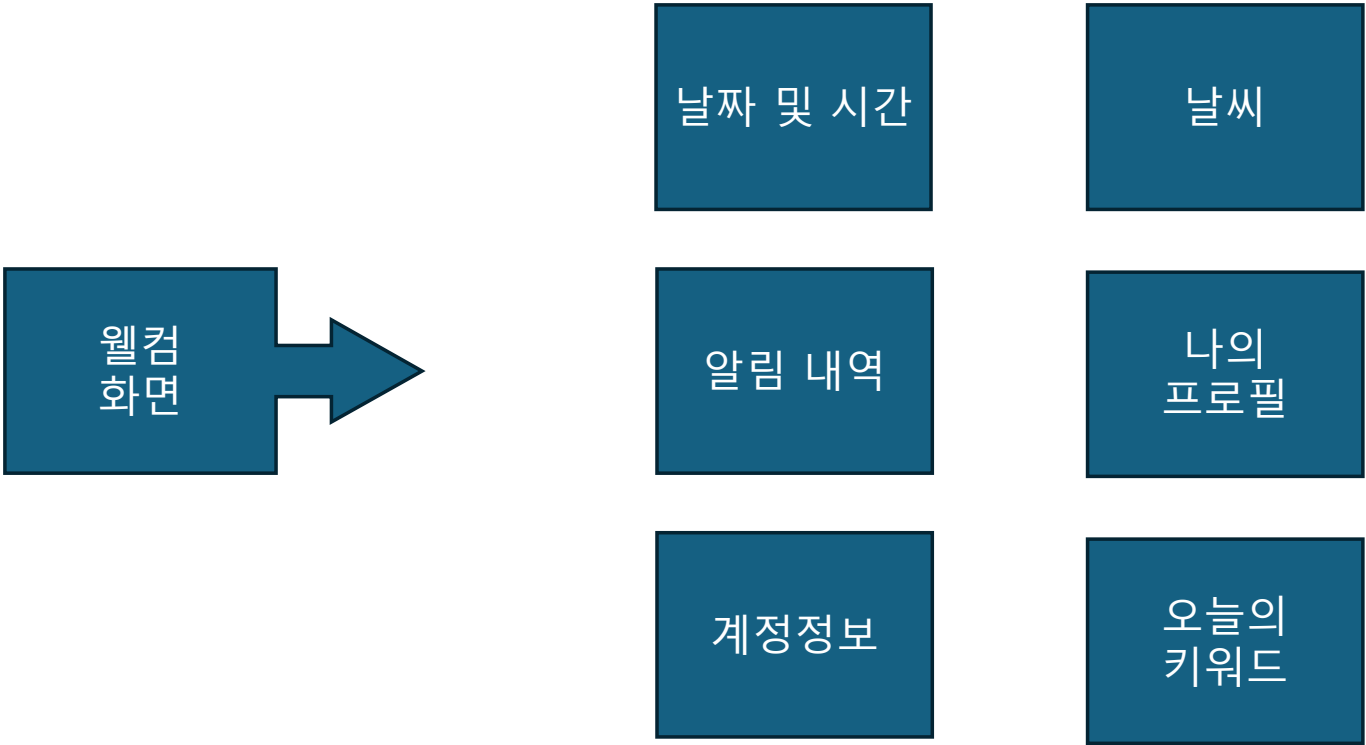 날짜 및 시간
날씨
웰컴
화면
알림 내역
나의
프로필
계정정보
오늘의
키워드